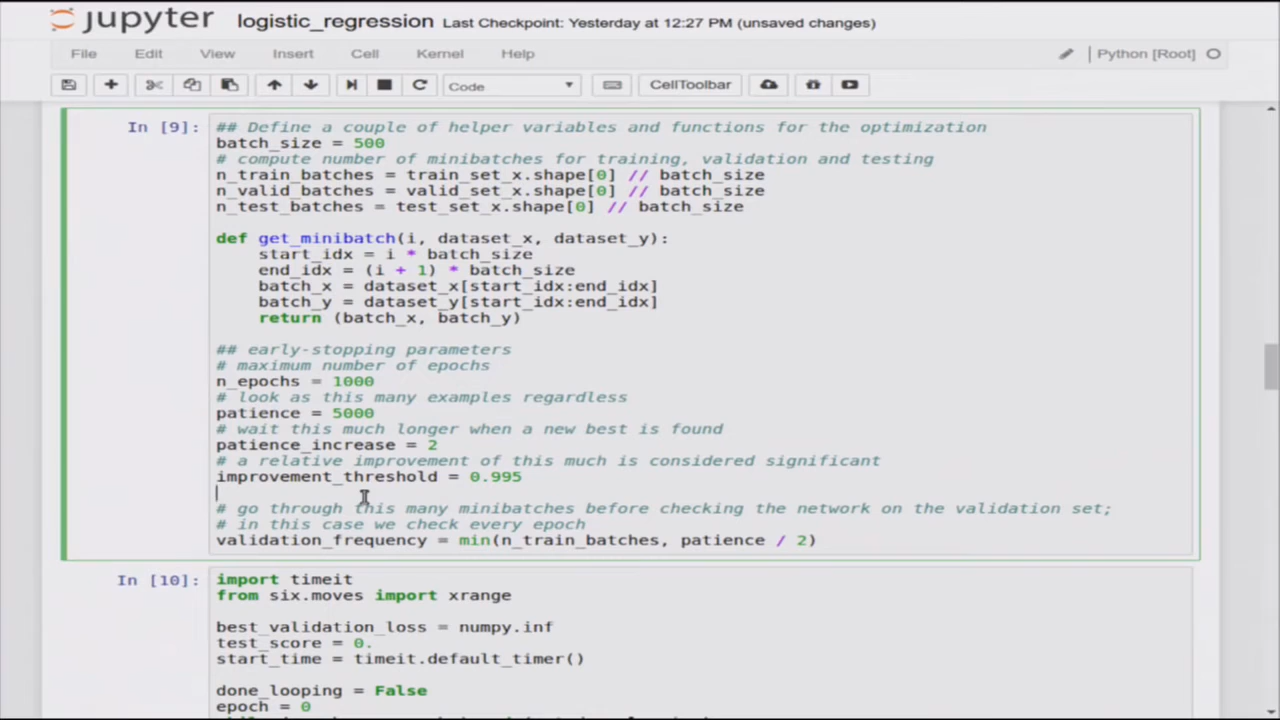 jupyter logistic_regression Last Checkpoint: Yesterday at 12:27 PM (unsaved changes)
File Edit View Insert Cell Kernel Help Python [Root]
Code CellToolbar
In [9]:
## Define a couple of helper variables and functions for the optimization
batch_size = 500
# compute number of minibatches for training, validation and testing
n_train_batches = train_set_x.shape[0] // batch_size
n_valid_batches = valid_set_x.shape[0] // batch_size
n_test_batches = test_set_x.shape[0] // batch_size
def get_minibatch(i, dataset_x, dataset_y):
    start_idx = i * batch_size
    end_idx = (i + 1) * batch_size
    batch_x = dataset_x[start_idx:end_idx]
    batch_y = dataset_y[start_idx:end_idx]
    return (batch_x, batch_y)
## early-stopping parameters
# maximum number of epochs
n_epochs = 1000
# look as this many examples regardless
patience = 5000
# wait this much longer when a new best is found
patience_increase = 2
# a relative improvement of this much is considered significant
improvement_threshold = 0.995
# go through this many minibatches before checking the network on the validation set;
# in this case we check every epoch
validation_frequency = min(n_train_batches, patience / 2)
In [10]:
import timeit
from six.moves import xrange
best_validation_loss = numpy.inf
test_score = 0.
start_time = timeit.default_timer()
done_looping = False
epoch = 0